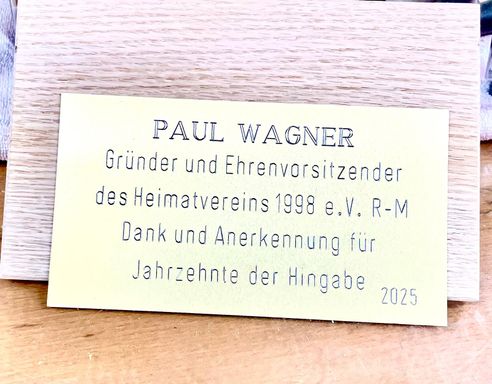 PAUL WAGNER
Gründer und Ehrenvorsitzender
des Heimatvereins 1998 e.V. R-M
Dank und Anerkennung für
Jahrzehnte der Hingabe
2025